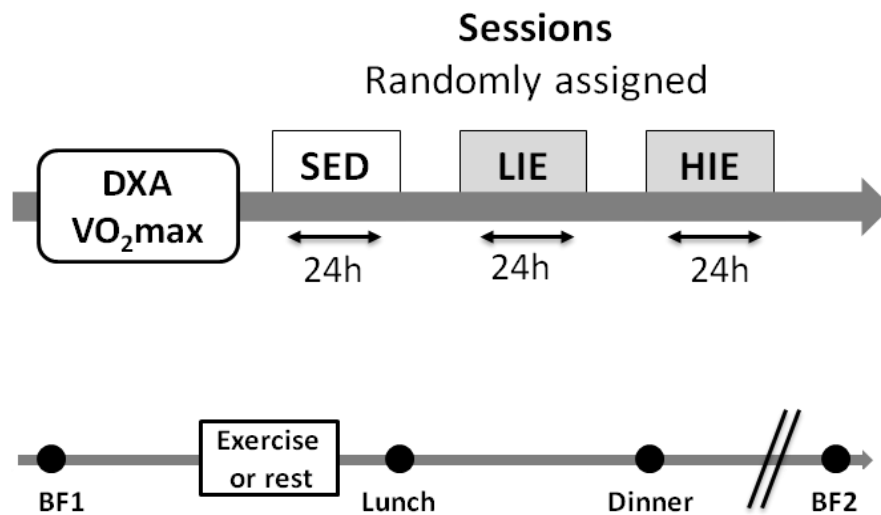 Sessions
Randomly assigned
DXA
VO₂max
SED
LIE
HIE
24h
24h
24h
Exercise
or rest
BF1
Lunch
Dinner
BF2